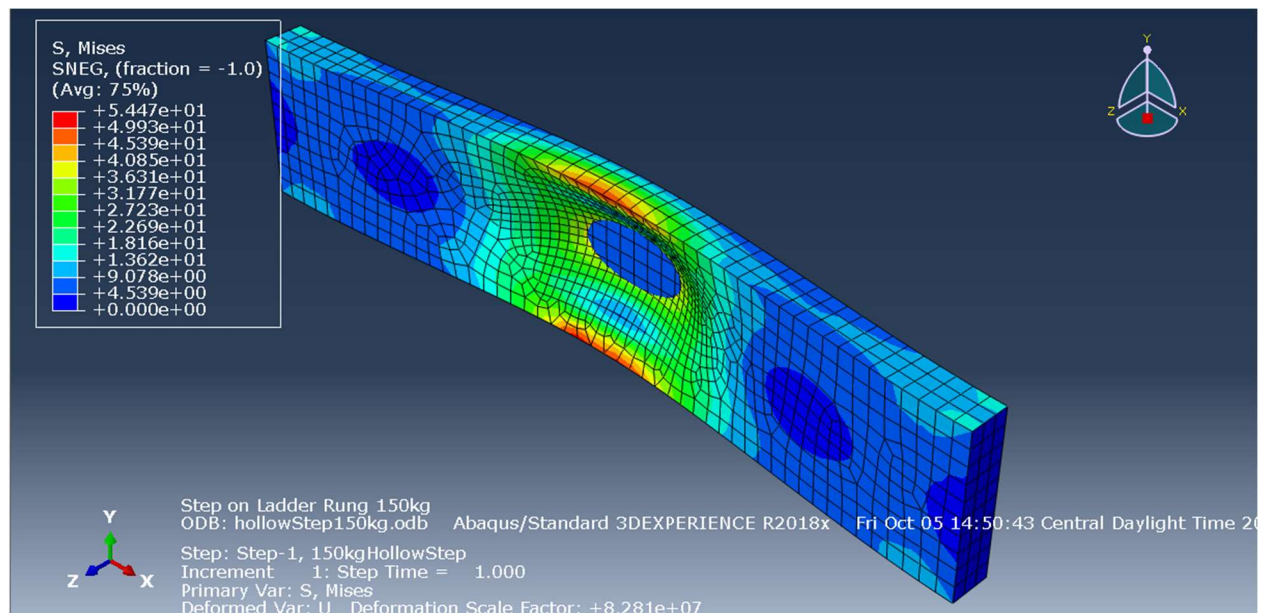 S, Mises
SNEG, (fraction = -1.0)
(Avg: 75%)
+5.447e+01
+4.993e+01
+4.539e+01
+4.085e+01
+3.631e+01
+3.177e+01
+2.723e+01
+2.269e+01
+1.816e+01
+1.362e+01
+9.078e+00
+4.539e+00
+0.000e+00
Y
Z X
Y
Z X
Step on Ladder Rung 150kg
ODB: hollowStep150kg.odb Abaqus/Standard 3DEXPERIENCE R2018x Fri Oct 05 14:50:43 Central Daylight Time 20
Step: Step-1, 150kgHollowStep
Increment 1: Step Time = 1.000
Primary Var: S, Mises
Deformed Var: U Deformation Scale Factor: +8.281e+07